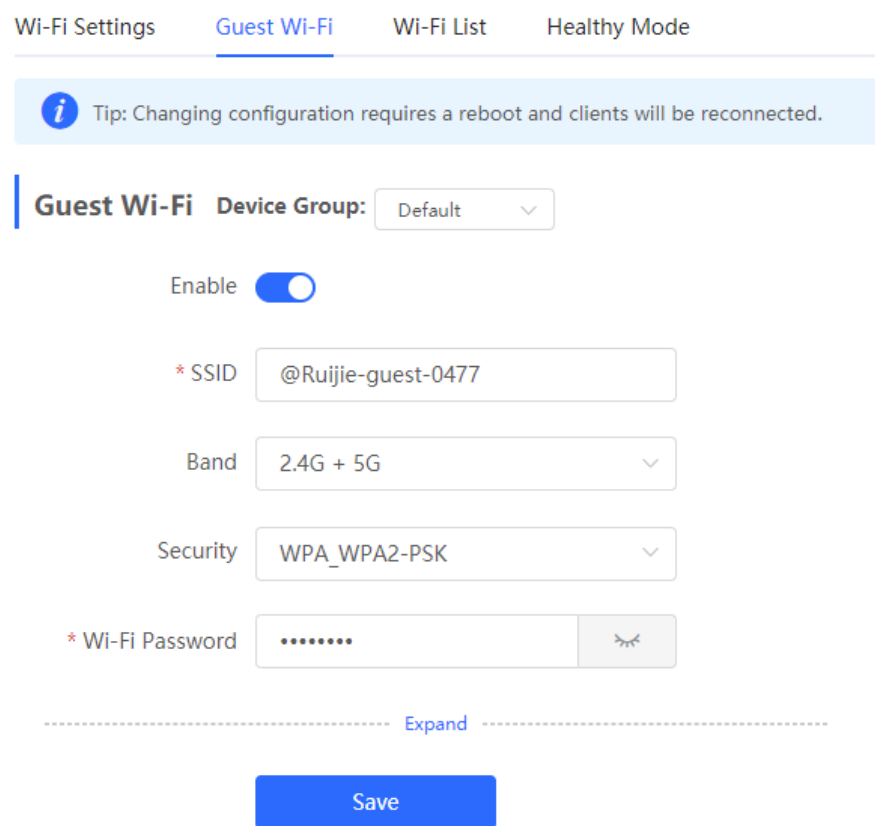 Wi-Fi Settings Guest Wi-Fi Wi-Fi List Healthy Mode
i Tip: Changing configuration requires a reboot and clients will be reconnected.
Guest Wi-Fi Device Group: Default
Enable
* SSID @Ruijie-guest-0477
Band 2.4G + 5G
Security WPA_WPA2-PSK
* Wi-Fi Password ••••••••
Expand
Save